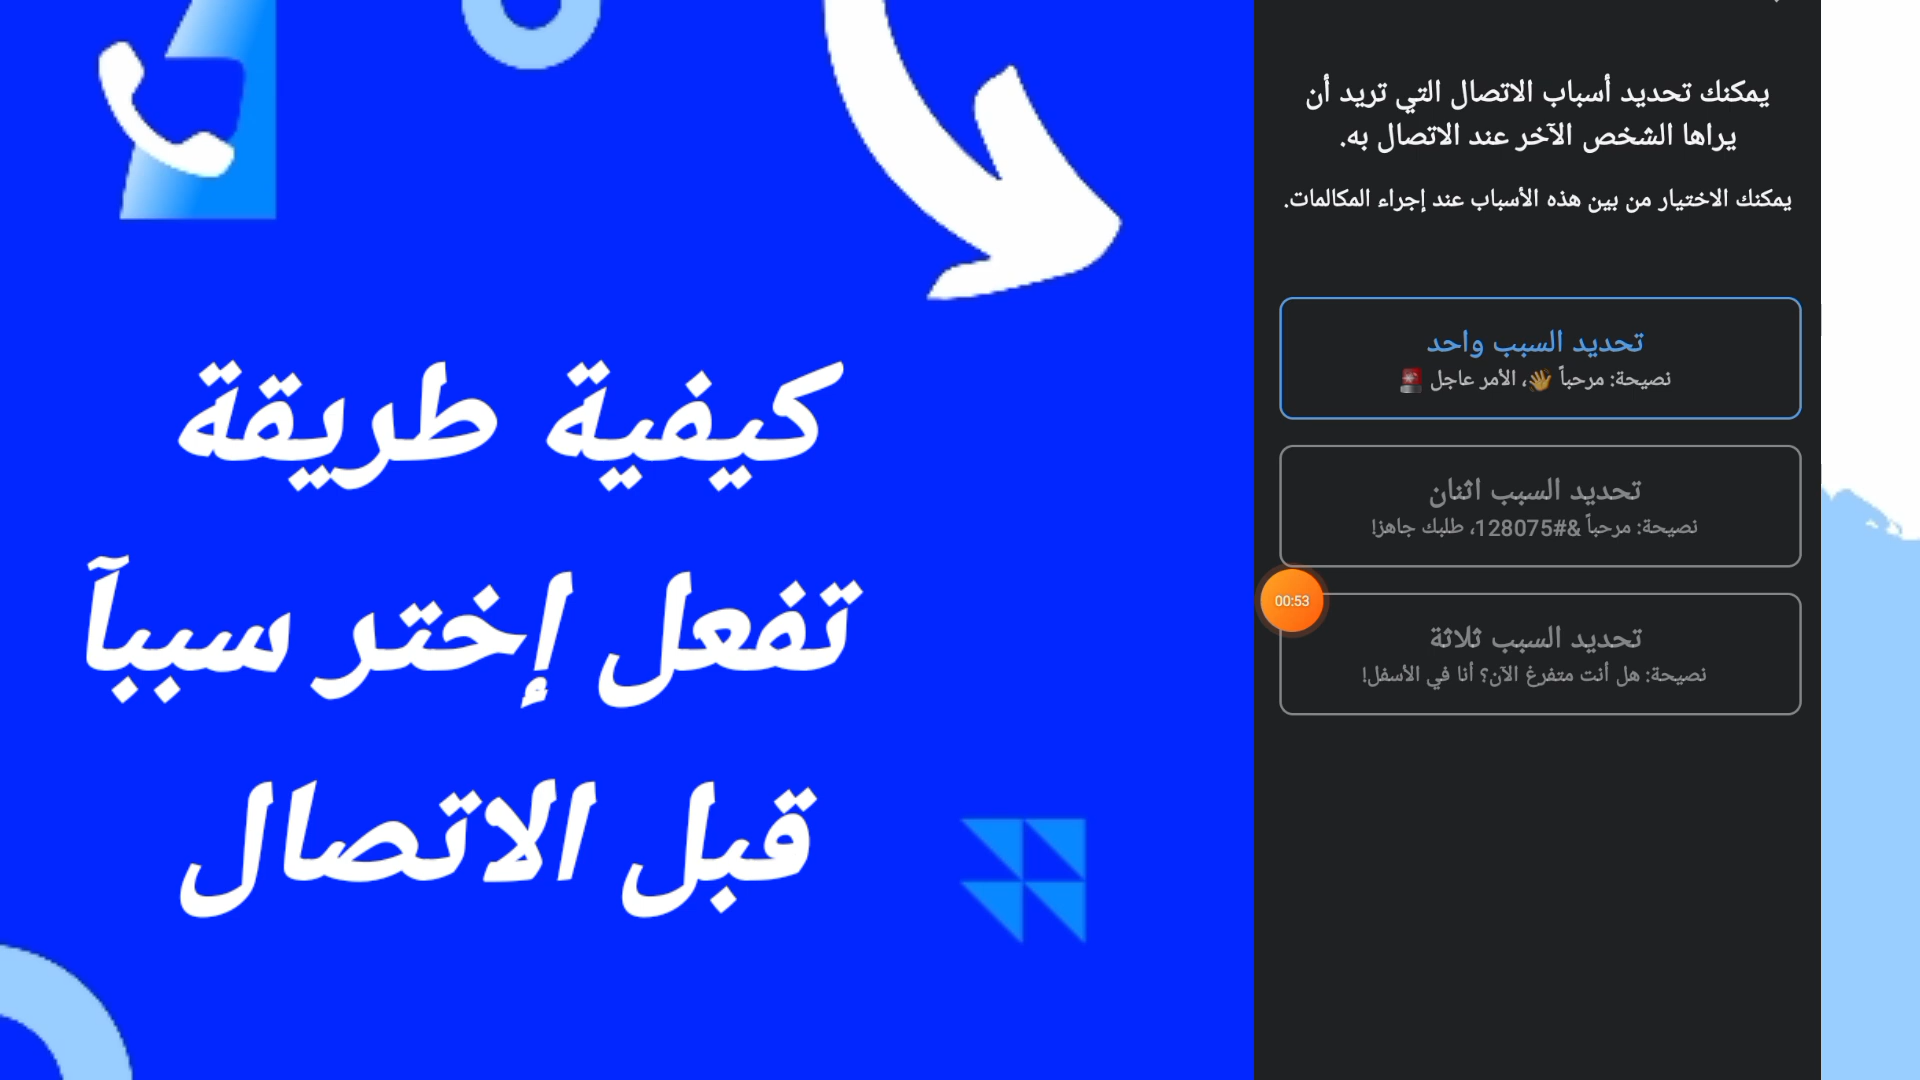 كيفية طريقة
تفعل إختر سبباً
قبل الاتصال
يمكنك تحديد أسباب الاتصال التي تريد أن
يراها الشخص الآخر عند الاتصال به.
يمكنك الاختيار من بين هذه الأسباب عند إجراء المكالمات.
تحديد السبب واحد
نصيحة: مرحباً 👋، الأمر عاجل 🚨
تحديد السبب اثنان
نصيحة: مرحباً &#128075، طلبك جاهز!
00:53
تحديد السبب ثلاثة
نصيحة: هل أنت متفرغ الآن؟ أنا في الأسفل!